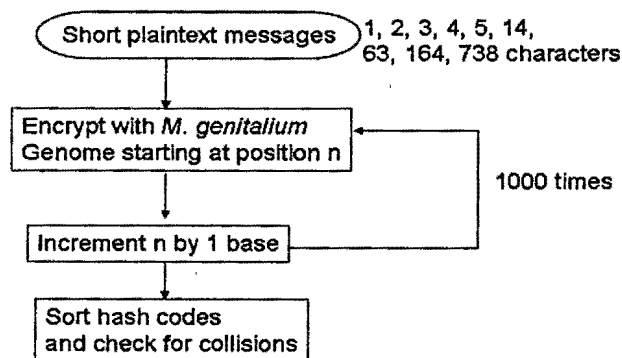 Short plaintext messages
1, 2, 3, 4, 5, 14,
63, 164, 738 characters
Encrypt with M. genitalium
Genome starting at position n
1000 times
Increment n by 1 base
Sort hash codes
and check for collisions